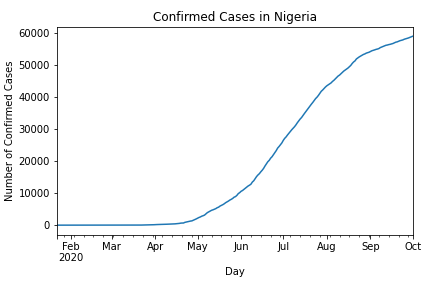 Confirmed Cases in Nigeria
Number of Confirmed Cases
60000
50000
40000
30000
20000
10000
0
Feb Mar Apr May Jun Jul Aug Sep Oct
2020
Day